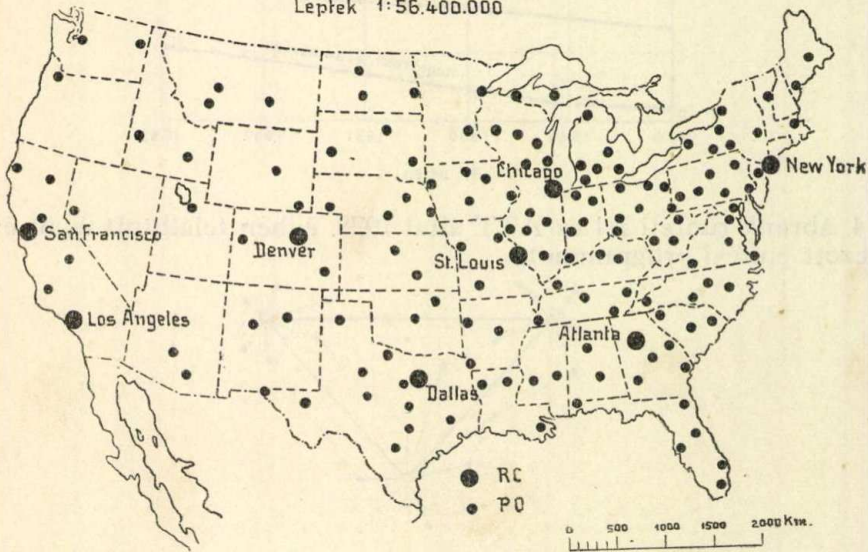 Lepték 1:56.400.000
Chicago
New York
San Francisco
Denver
St. Louis
Los Angeles
Atlanta
Dallas
RC
PO
0 500 1000 1500 2000 Km.